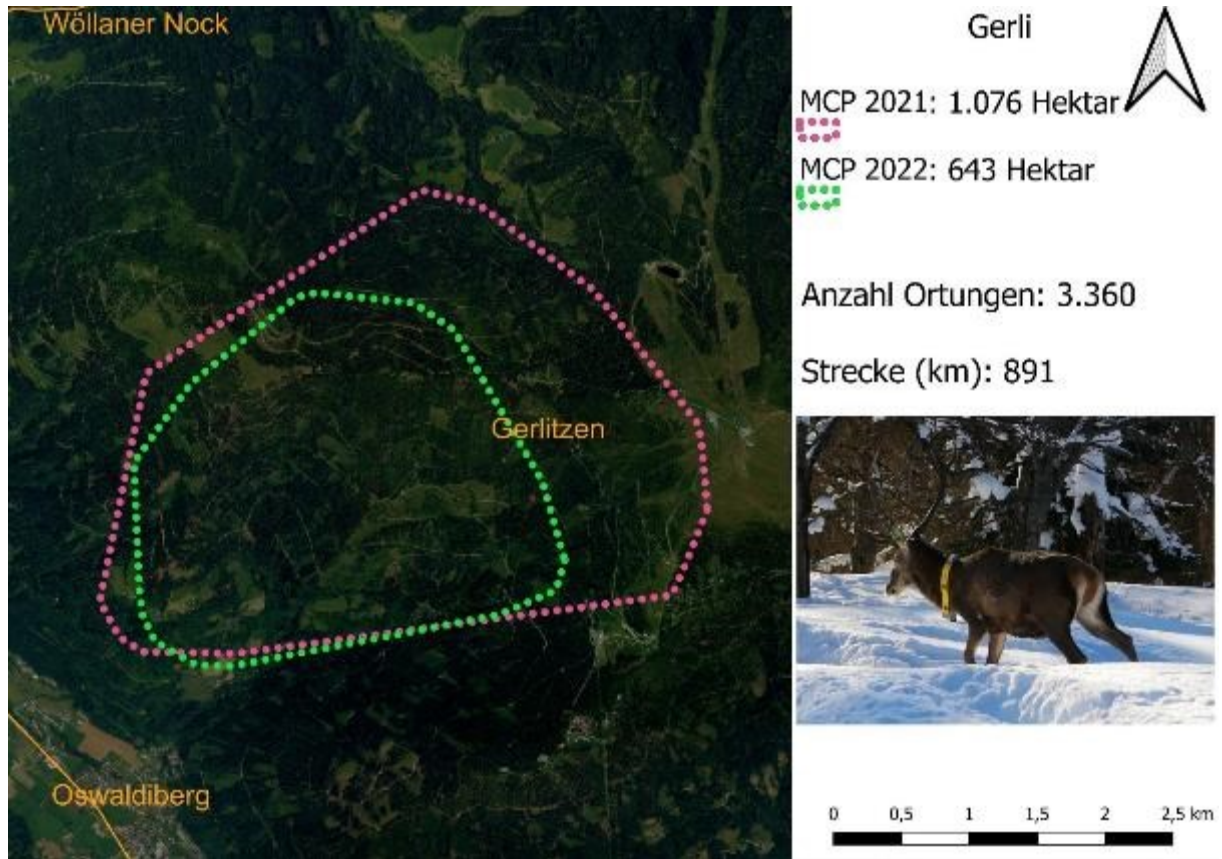 Wöllaner Nock
Gerlitzen
Oswaldiberg
Gerli
MCP 2021: 1.076 Hektar
MCP 2022: 643 Hektar
Anzahl Ortungen: 3.360
Strecke (km): 891
0 0,5 1 1,5 2 2,5 km